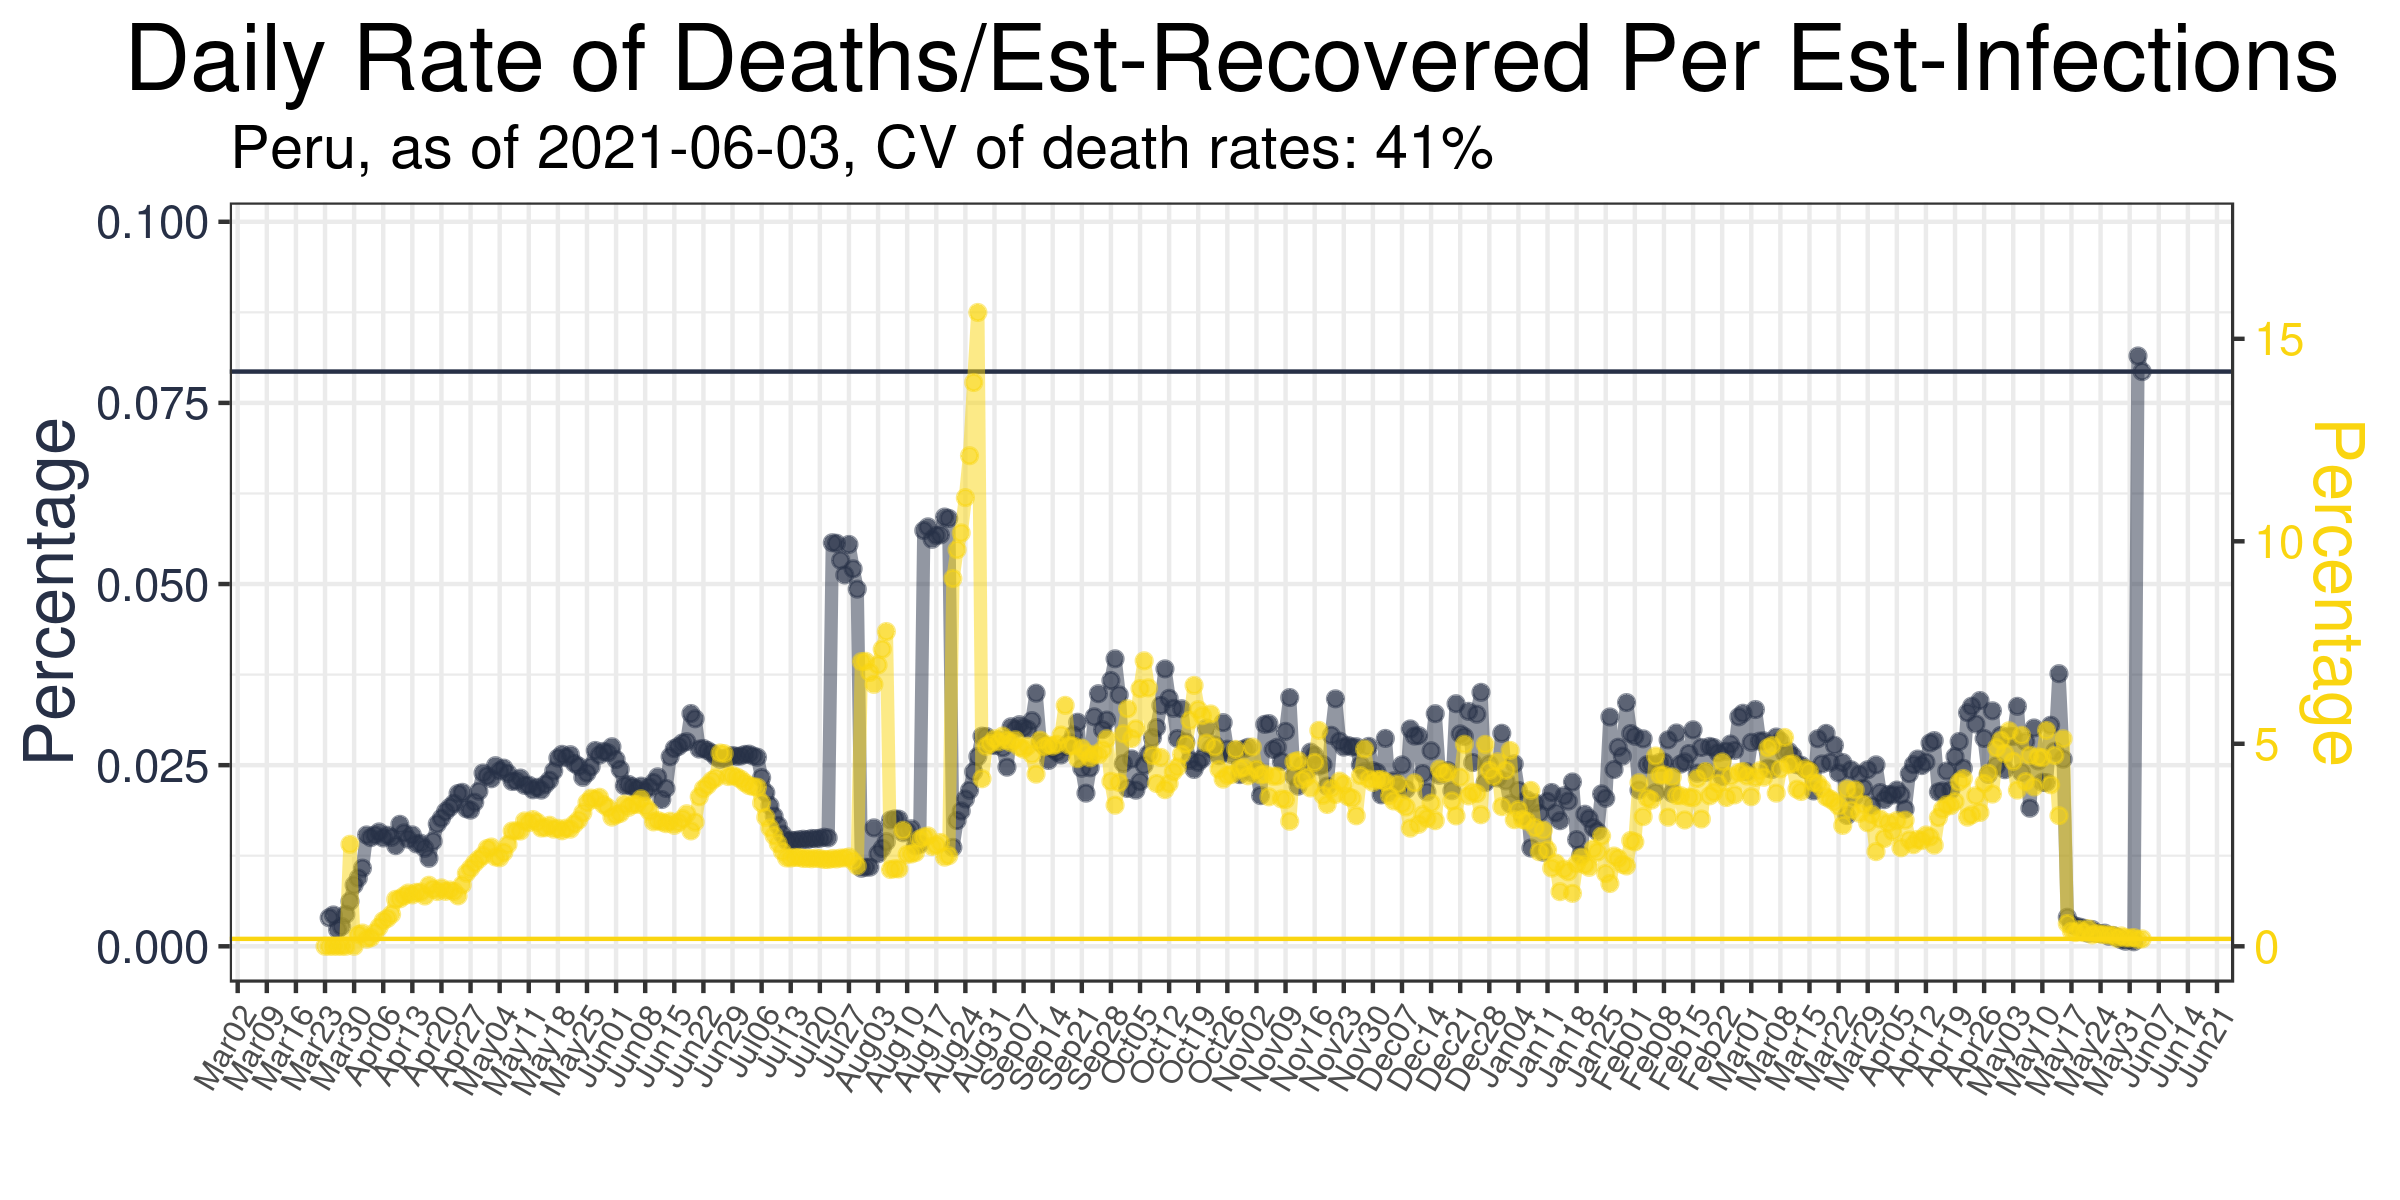 Daily Rate of Deaths/Est-Recovered Per Est-Infections
Peru, as of 2021-06-03, CV of death rates: 41%
Percentage
0.100
0.075
0.050
0.025
0.000
15
10
5
0
Percentage
Mar02
Mar09
Mar16
Mar23
Mar30
Apr06
Apr13
Apr20
Apr27
May04
May11
May18
May25
Jun01
Jun08
Jun15
Jun22
Jun29
Jul06
Jul13
Jul20
Jul27
Aug03
Aug10
Aug17
Aug24
Aug31
Sep07
Sep14
Sep21
Sep28
Oct05
Oct12
Oct19
Oct26
Nov02
Nov09
Nov16
Nov23
Nov30
Dec07
Dec14
Dec21
Dec28
Jan04
Jan11
Jan18
Jan25
Feb01
Feb08
Feb15
Feb22
Mar01
Mar08
Mar15
Mar22
Mar29
Apr05
Apr12
Apr19
Apr26
May03
May10
May17
May24
May31
Jun07
Jun14
Jun21